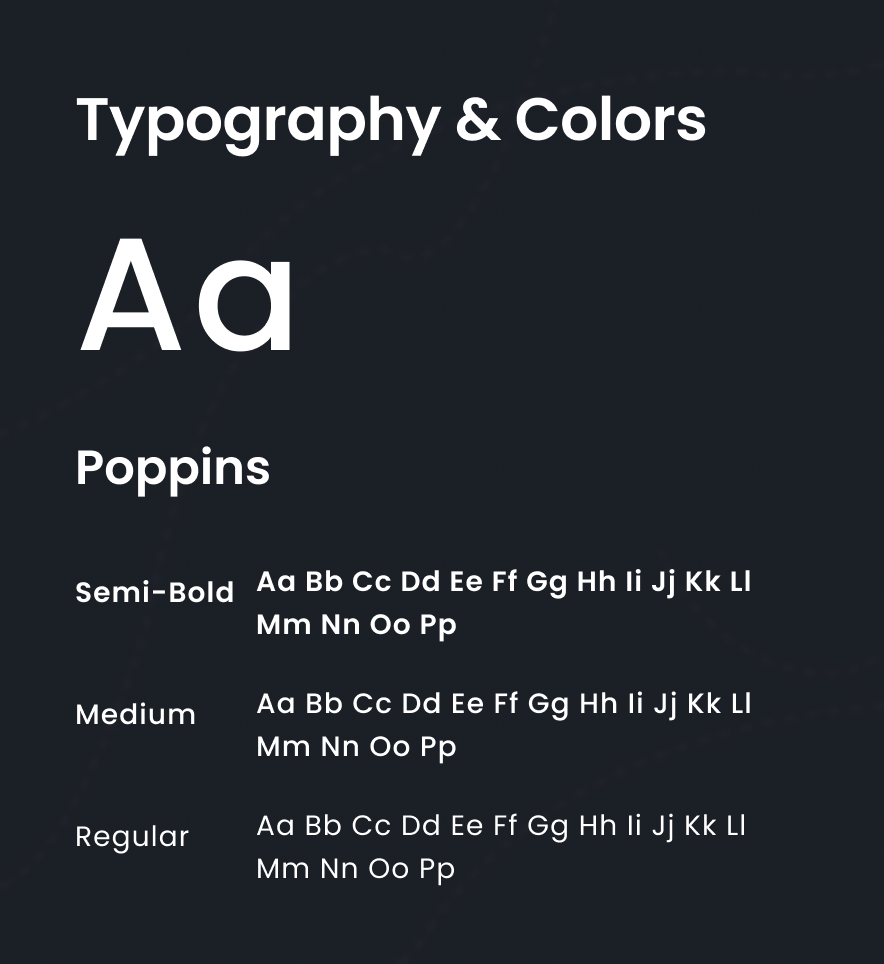 Typography & Colors
Aa
Poppins
Semi-Bold
Aa Bb Cc Dd Ee Ff Gg Hh Ii Jj Kk Ll
Mm Nn Oo Pp
Medium
Aa Bb Cc Dd Ee Ff Gg Hh Ii Jj Kk Ll
Mm Nn Oo Pp
Regular
Aa Bb Cc Dd Ee Ff Gg Hh Ii Jj Kk Ll
Mm Nn Oo Pp